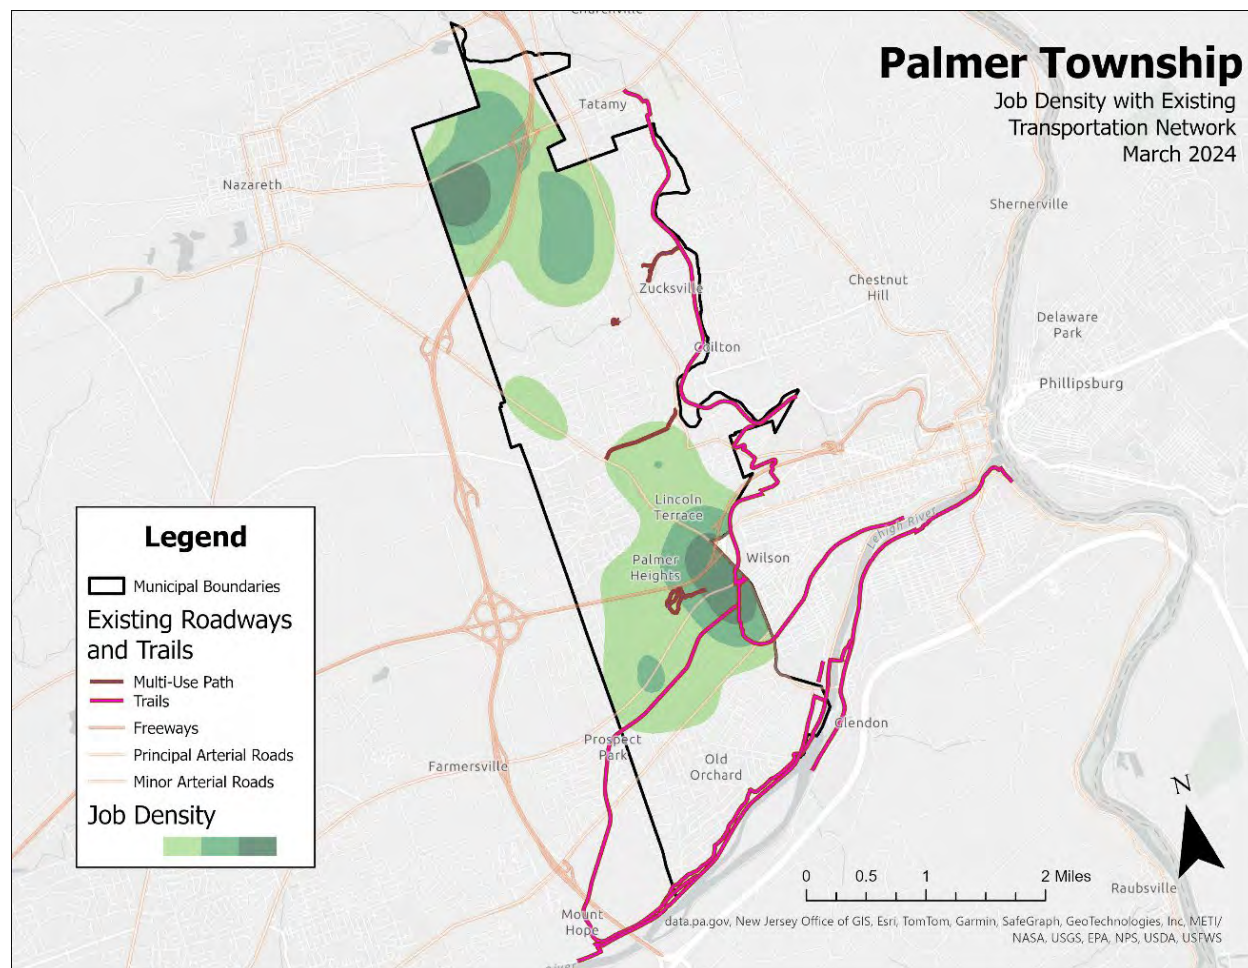 Churchville
Palmer Township
Job Density with Existing
Transportation Network
March 2024
Tatamy
Nazareth
Shernerville
Zucksville
Chestnut
Hill
Delaware
Park
Coilton
Phillipsburg
Lincoln
Terrace
Lehigh River
Wilson
Palmer
Heights
Legend
Municipal Boundaries
Existing Roadways
and Trails
Multi-Use Path
Trails
Freeways
Principal Arterial Roads
Minor Arterial Roads
Job Density
Glendon
Prospect
Park
Old
Orchard
Farmersville
N
0 0.5 1 2 Miles
Raubsville
Mount
Hope
data.pa.gov, New Jersey Office of GIS, Esri, TomTom, Garmin, SafeGraph, GeoTechnologies, Inc, METI/
NASA, USGS, EPA, NPS, USDA, USFWS
River